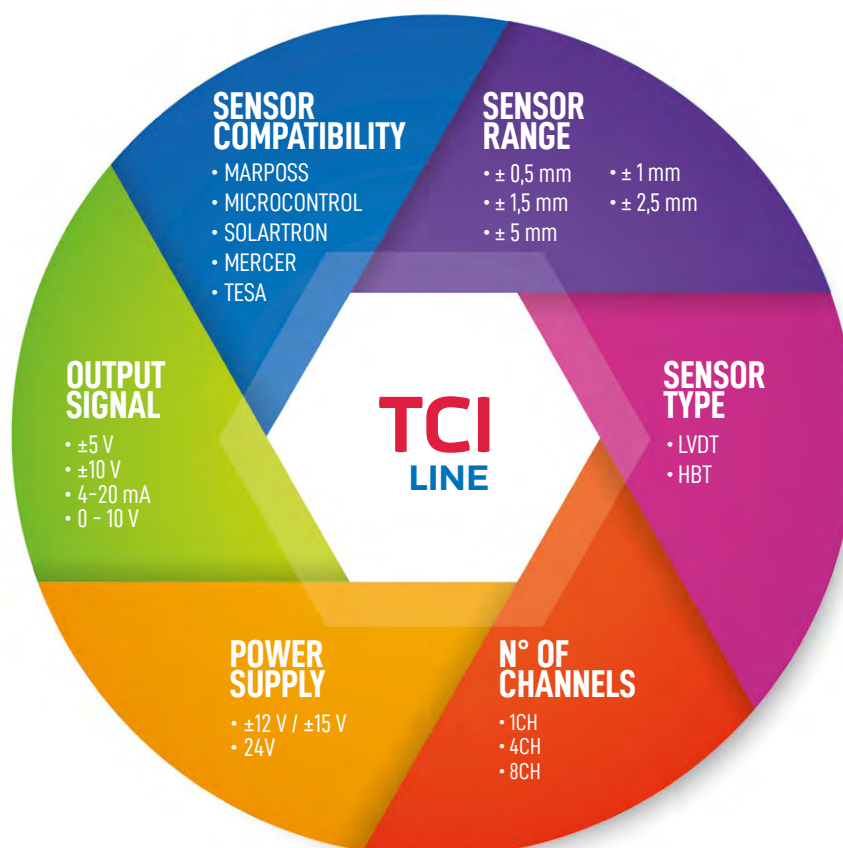 SENSOR
COMPATIBILITY
• MARPOSS
• MICROCONTROL
• SOLARTRON
• MERCER
• TESA
SENSOR
RANGE
• ± 0,5 mm • ± 1 mm
• ± 1,5 mm • ± 2,5 mm
• ± 5 mm
OUTPUT
SIGNAL
• ±5 V
• ±10 V
• 4-20 mA
• 0 - 10 V
TCI
LINE
SENSOR
TYPE
• LVDT
• HBT
POWER
SUPPLY
• ±12 V / ±15 V
• 24V
N° OF
CHANNELS
• 1CH
• 4CH
• 8CH